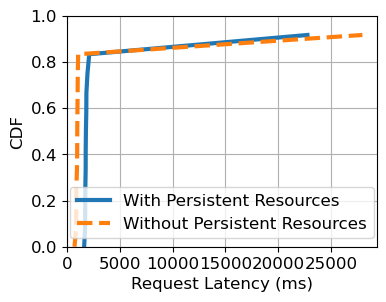 1.0
0.8
0.6
0.4
0.2
0.0
CDF
With Persistent Resources
Without Persistent Resources
0 5000 10000 15000 20000 25000
Request Latency (ms)